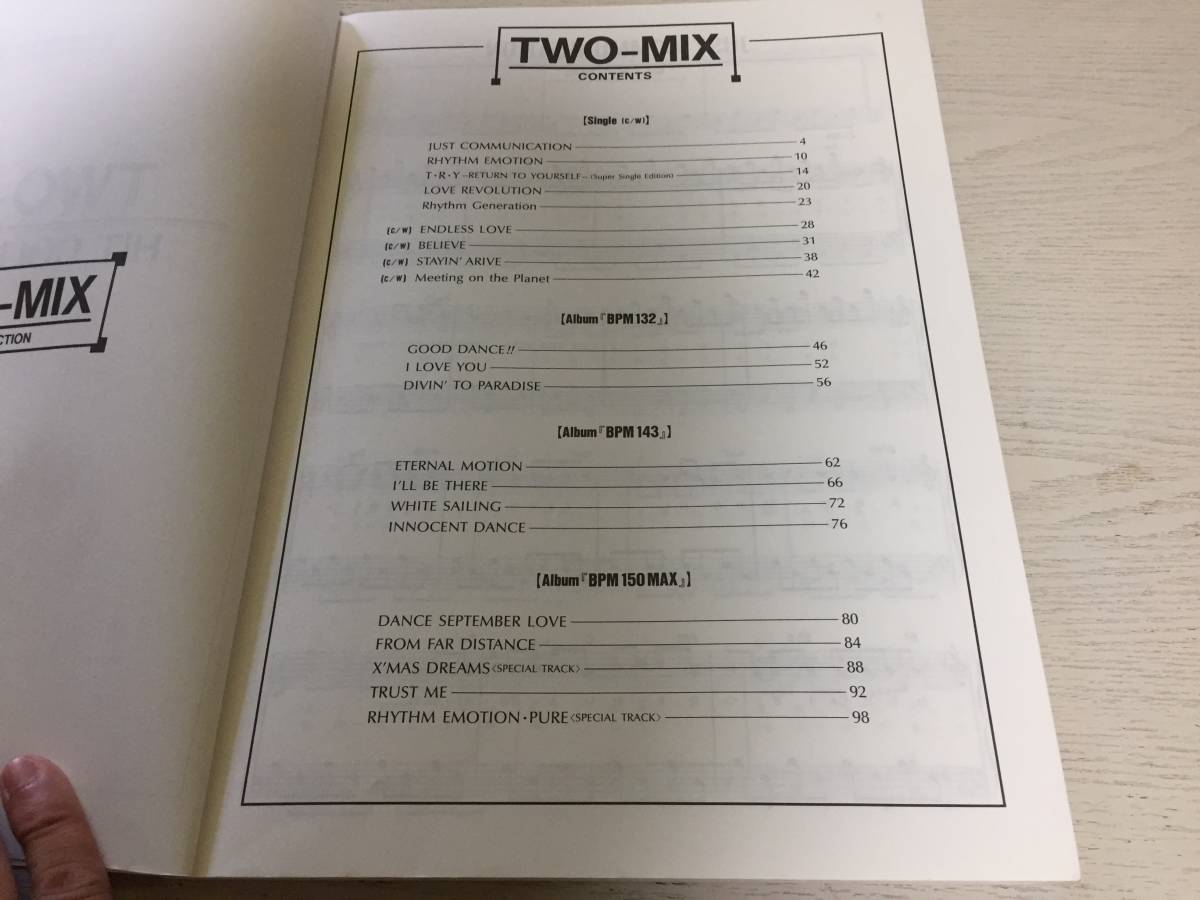 -MIX
TWO-MIX
CONTENTS
【Single (C/W)】
JUST COMMUNICATION 4
RHYTHM EMOTION 10
T・R・Y -RETURN TO YOURSELF- (Super Single Edition) 14
LOVE REVOLUTION 20
Rhythm Generation 23
(C/W) ENDLESS LOVE 28
(C/W) BELIEVE 31
(C/W) STAYIN' ARIVE 38
(C/W) Meeting on the Planet 42
【Album『BPM 132』】
GOOD DANCE!! 46
I LOVE YOU 52
DIVIN' TO PARADISE 56
【Album『BPM 143』】
ETERNAL MOTION 62
I'LL BE THERE 66
WHITE SAILING 72
INNOCENT DANCE 76
【Album『BPM 150 MAX』】
DANCE SEPTEMBER LOVE 80
FROM FAR DISTANCE 84
X'MAS DREAMS〈SPECIAL TRACK〉 88
TRUST ME 92
RHYTHM EMOTION・PURE〈SPECIAL TRACK〉 98